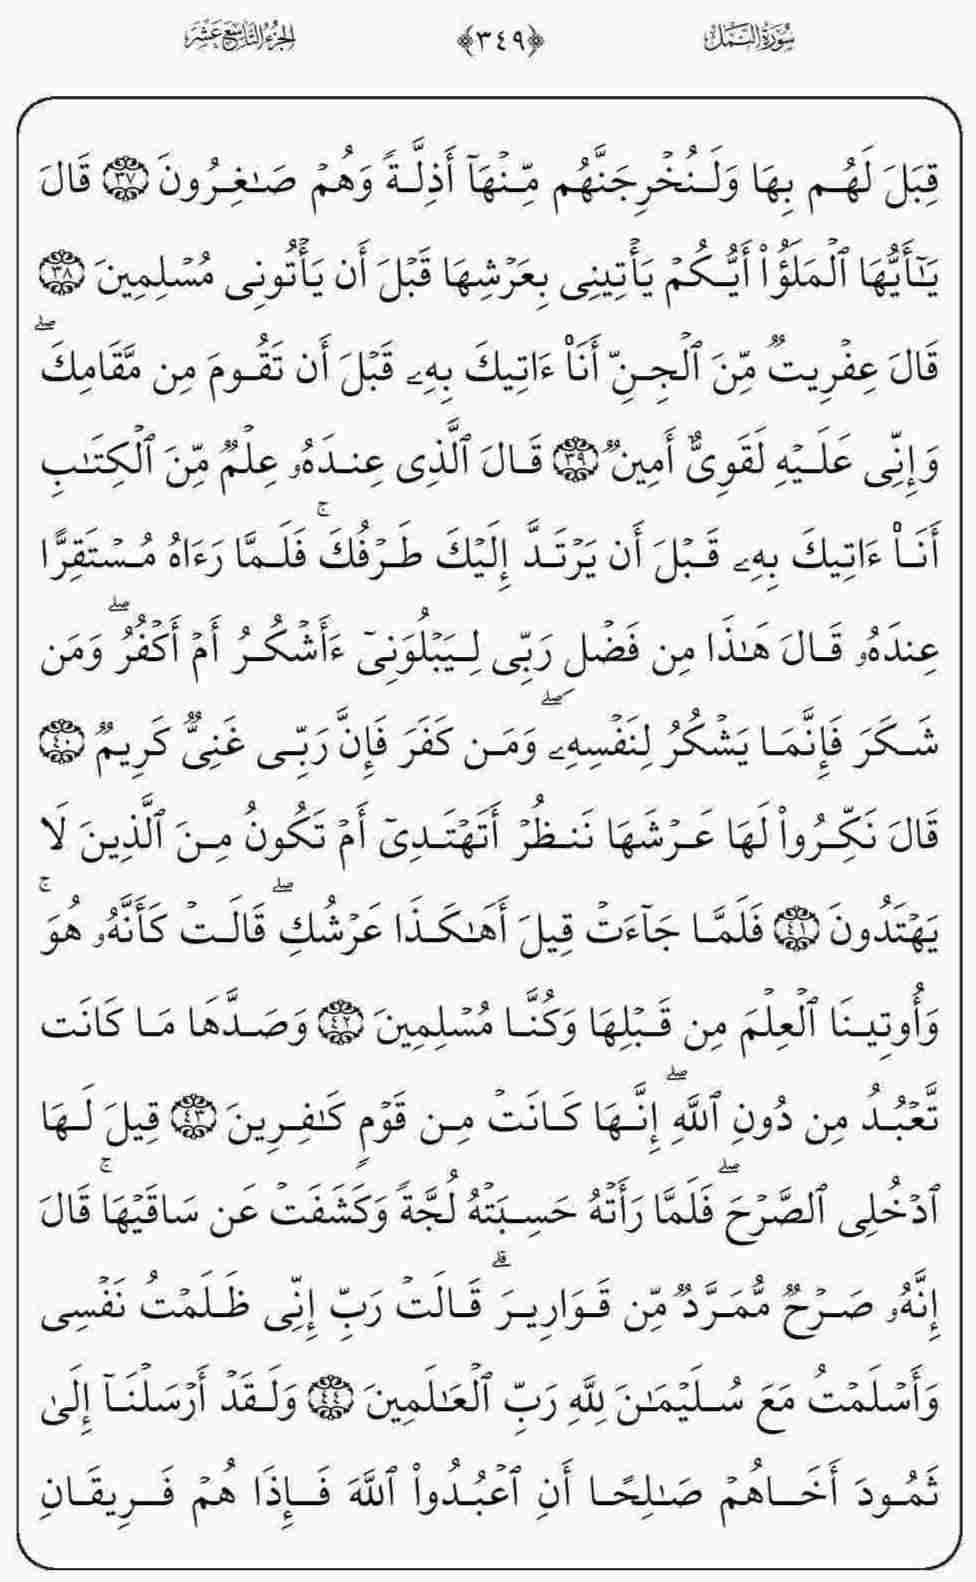 سُورَةُ النَّمۡلِ ﴿٣٤٩﴾ الجُزْءُ التَّاسِعَ عَشَرَ
قِبَلَ لَهُم بِهَا وَلَنُخۡرِجَنَّهُم مِّنۡهَآ أَذِلَّةً وَهُمۡ صَٰغِرُونَ ٣٧ قَالَ
يَٰٓأَيُّهَا ٱلۡمَلَؤُاْ أَيُّكُمۡ يَأۡتِينِى بِعَرۡشِهَا قَبۡلَ أَن يَأۡتُونِى مُسۡلِمِينَ ٣٨
قَالَ عِفۡرِيتٌ مِّنَ ٱلۡجِنِّ أَنَا۠ ءَاتِيكَ بِهِۦ قَبۡلَ أَن تَقُومَ مِن مَّقَامِكَۖ
وَإِنِّى عَلَيۡهِ لَقَوِىٌّ أَمِينٌ ٣٩ قَالَ ٱلَّذِى عِندَهُۥ عِلۡمٌ مِّنَ ٱلۡكِتَٰبِ
أَنَا۠ ءَاتِيكَ بِهِۦ قَبۡلَ أَن يَرۡتَدَّ إِلَيۡكَ طَرۡفُكَۚ فَلَمَّا رَءَاهُ مُسۡتَقِرًّا
عِندَهُۥ قَالَ هَٰذَا مِن فَضۡلِ رَبِّى لِيَبۡلُوَنِىٓ ءَأَشۡكُرُ أَمۡ أَكۡفُرُۖ وَمَن
شَكَرَ فَإِنَّمَا يَشۡكُرُ لِنَفۡسِهِۦۖ وَمَن كَفَرَ فَإِنَّ رَبِّى غَنِىٌّ كَرِيمٌ ٤٠
قَالَ نَكِّرُواْ لَهَا عَرۡشَهَا نَنظُرۡ أَتَهۡتَدِىٓ أَمۡ تَكُونُ مِنَ ٱلَّذِينَ لَا
يَهۡتَدُونَ ٤١ فَلَمَّا جَآءَتۡ قِيلَ أَهَٰكَذَا عَرۡشُكِۖ قَالَتۡ كَأَنَّهُۥ هُوَۚ
وَأُوتِينَا ٱلۡعِلۡمَ مِن قَبۡلِهَا وَكُنَّا مُسۡلِمِينَ ٤٢ وَصَدَّهَا مَا كَانَت
تَّعۡبُدُ مِن دُونِ ٱللَّهِۖ إِنَّهَا كَانَتۡ مِن قَوۡمٍ كَٰفِرِينَ ٤٣ قِيلَ لَهَا
ٱدۡخُلِى ٱلصَّرۡحَۖ فَلَمَّا رَأَتۡهُ حَسِبَتۡهُ لُجَّةً وَكَشَفَتۡ عَن سَاقَيۡهَاۚ قَالَ
إِنَّهُۥ صَرۡحٌ مُّمَرَّدٌ مِّن قَوَارِيرَۗ قَالَتۡ رَبِّ إِنِّى ظَلَمۡتُ نَفۡسِى
وَأَسۡلَمۡتُ مَعَ سُلَيۡمَٰنَ لِلَّهِ رَبِّ ٱلۡعَٰلَمِينَ ٤٤ وَلَقَدۡ أَرۡسَلۡنَآ إِلَىٰ
ثَمُودَ أَخَاهُمۡ صَٰلِحًا أَنِ ٱعۡبُدُواْ ٱللَّهَ فَإِذَا هُمۡ فَرِيقَانِ